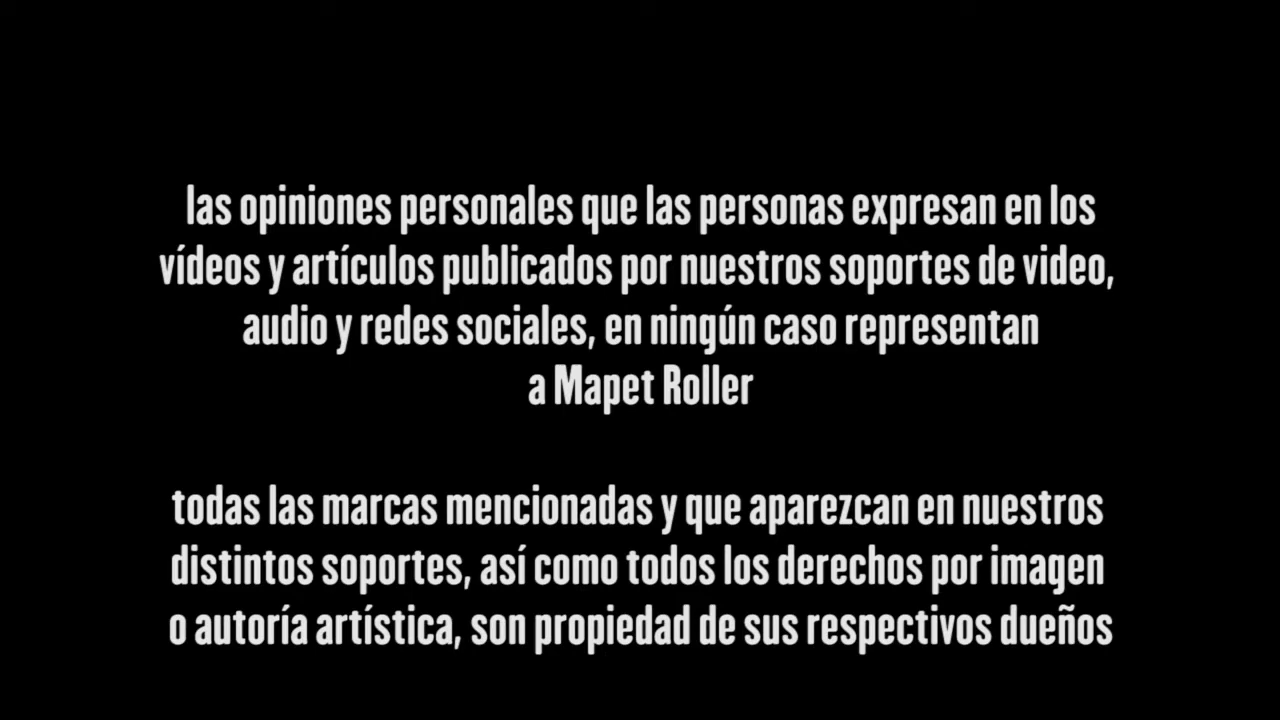 las opiniones personales que las personas expresan en los
vídeos y artículos publicados por nuestros soportes de video,
audio y redes sociales, en ningún caso representan
a Mapet Roller
todas las marcas mencionadas y que aparezcan en nuestros
distintos soportes, así como todos los derechos por imagen
o autoría artística, son propiedad de sus respectivos dueños